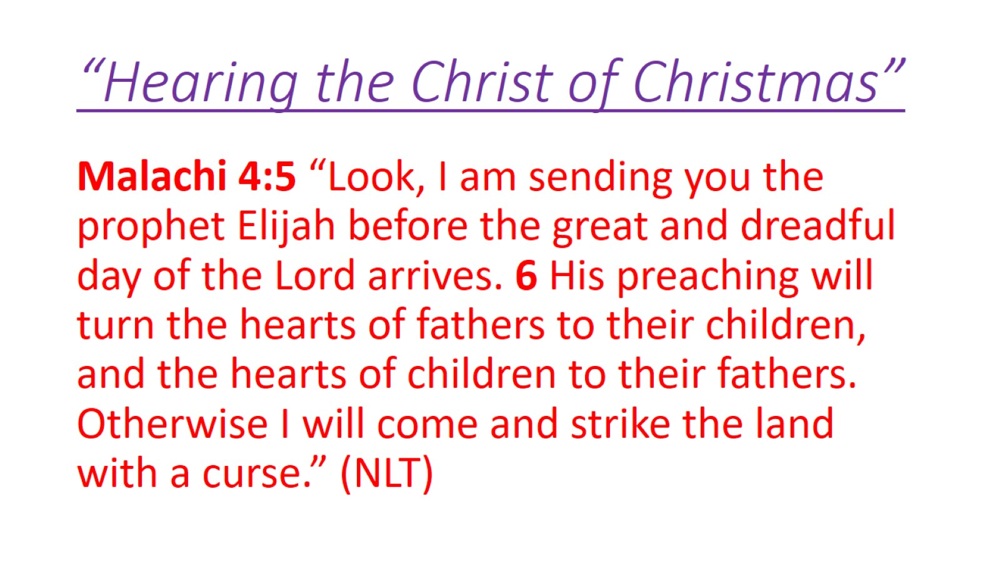 “Hearing the Christ of Christmas”
Malachi 4:5 “Look, I am sending you the
prophet Elijah before the great and dreadful
day of the Lord arrives. 6 His preaching will
turn the hearts of fathers to their children,
and the hearts of children to their fathers.
Otherwise I will come and strike the land
with a curse.” (NLT)